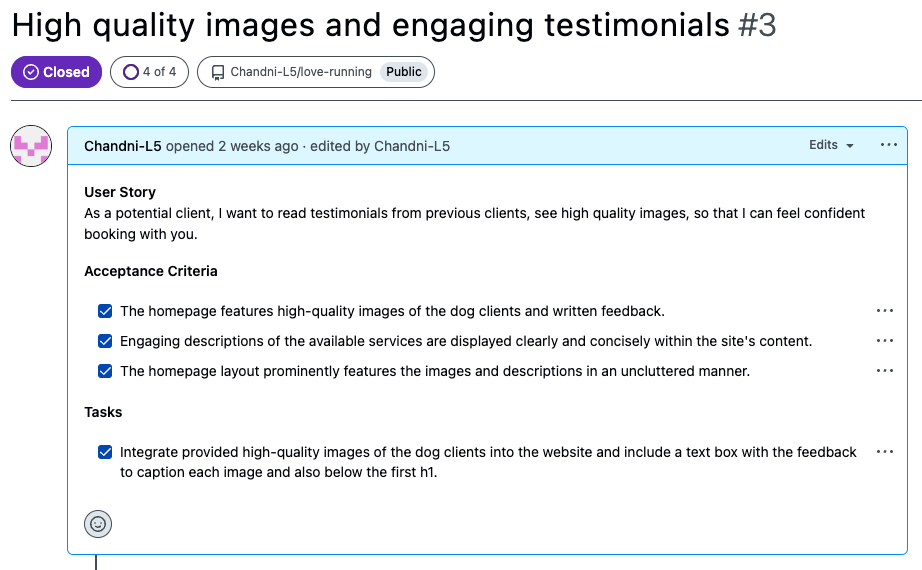 High quality images and engaging testimonials #3
Closed 4 of 4 Chandni-L5/love-running Public
Chandni-L5 opened 2 weeks ago · edited by Chandni-L5 Edits
User Story
As a potential client, I want to read testimonials from previous clients, see high quality images, so that I can feel confident
booking with you.
Acceptance Criteria
The homepage features high-quality images of the dog clients and written feedback.
Engaging descriptions of the available services are displayed clearly and concisely within the site's content.
The homepage layout prominently features the images and descriptions in an uncluttered manner.
Tasks
Integrate provided high-quality images of the dog clients into the website and include a text box with the feedback
to caption each image and also below the first h1.